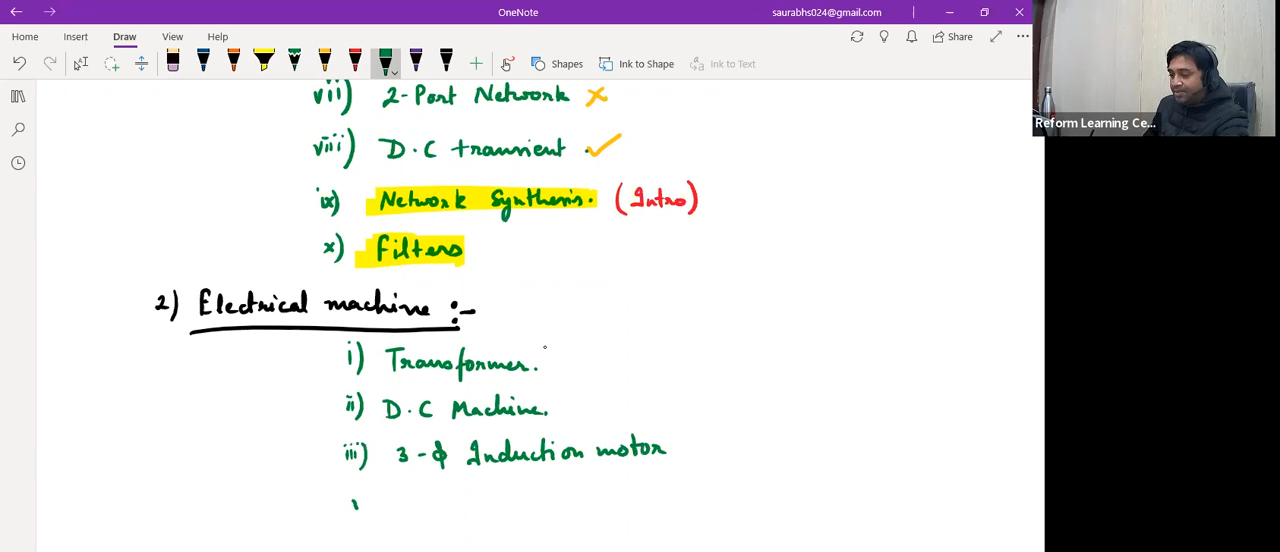 OneNote
saurabhs024@gmail.com
Home Insert Draw View Help
Share
Shapes Ink to Shape Ink to Text
vii) 2-Port Network ×
viii) D.C transient. ✓
ix) Network Synthesis. (Intro)
x) Filters
2) Electrical machine :-
i) Transformer.
ii) D.C Machine.
iii) 3-ϕ Induction motor
Reform Learning Ce...